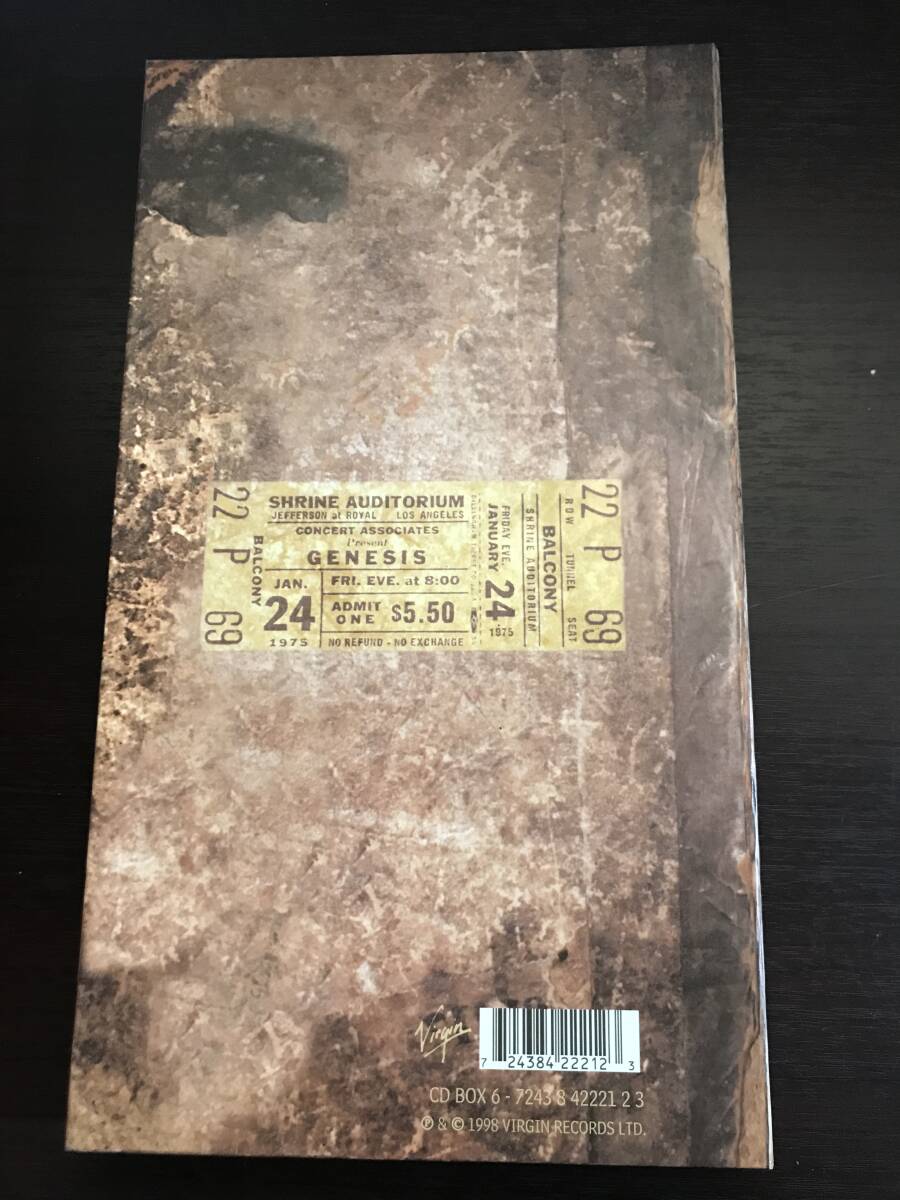 22 P 69
BALCONY
SHRINE AUDITORIUM
JEFFERSON at ROYAL LOS ANGELES
CONCERT ASSOCIATES
Present
GENESIS
JAN.
24
1975
FRI. EVE. at 8:00
ADMIT
ONE
$5.50
NO REFUND - NO EXCHANGE
FRIDAY EVE.
JANUARY 24
1975
SHRINE AUDITORIUM
BALCONY
ROW TUNNEL SEAT
22 P 69
Virgin
7 24384 22212 3
CD BOX 6 - 7243 8 42221 2 3
℗ & © 1998 VIRGIN RECORDS LTD.